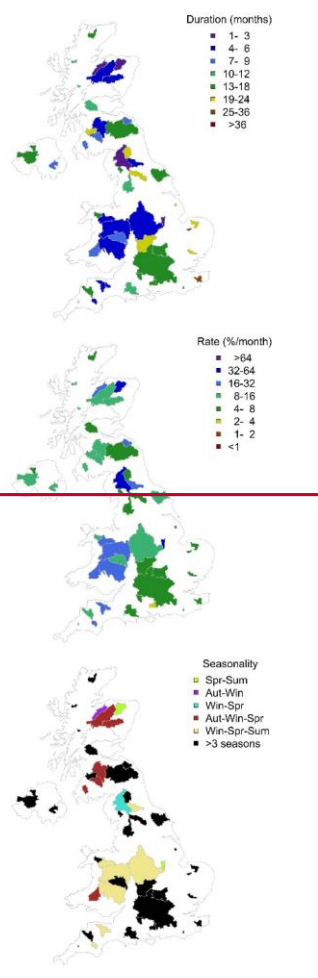 Duration (months)
1- 3
4- 6
7- 9
10-12
13-18
19-24
25-36
>36
Rate (%/month)
>64
32-64
16-32
8-16
4- 8
2- 4
1- 2
<1
Seasonality
Spr-Sum
Aut-Win
Win-Spr
Aut-Win-Spr
Win-Spr-Sum
>3 seasons